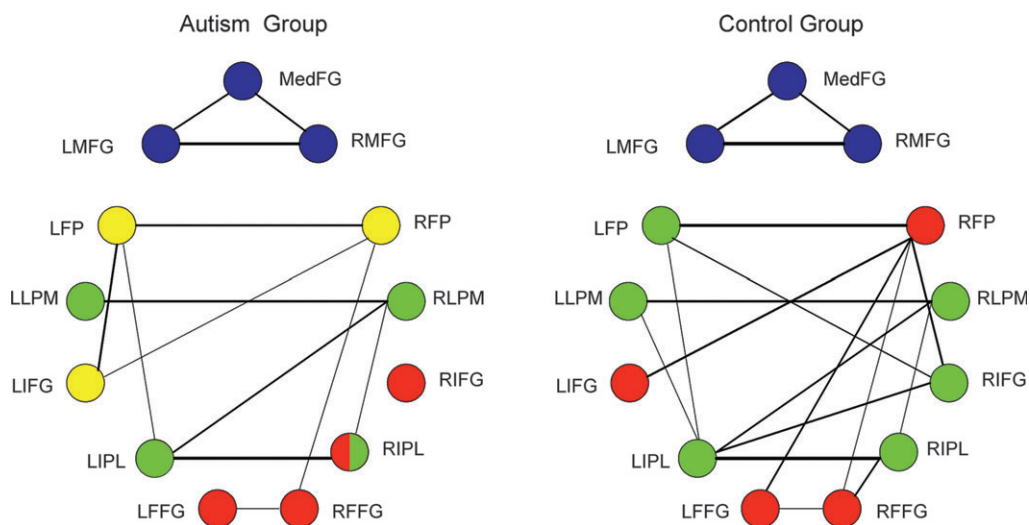 Autism Group
MedFG
LMFG
RMFG
LFP
RFP
LLPM
RLPM
LIFG
RIFG
LIPL
RIPL
LFFG
RFFG
Control Group
MedFG
LMFG
RMFG
LFP
RFP
LLPM
RLPM
LIFG
RIFG
LIPL
RIPL
LFFG
RFFG